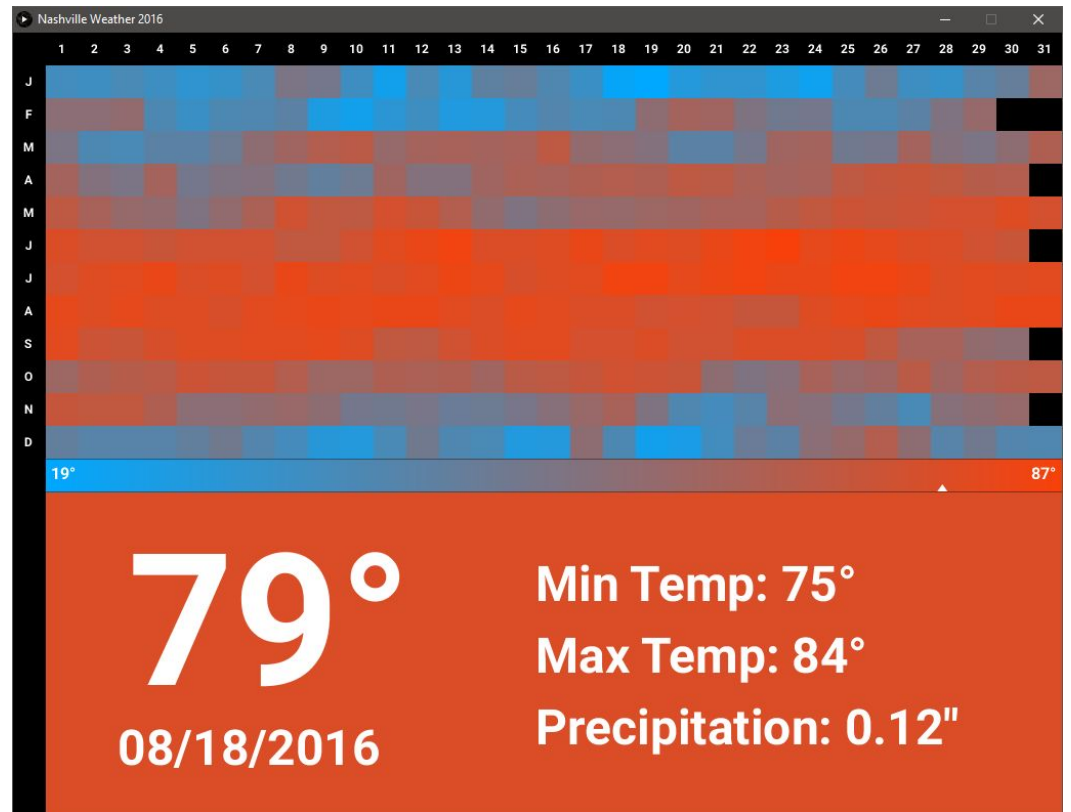 Nashville Weather 2016
1 2 3 4 5 6 7 8 9 10 11 12 13 14 15 16 17 18 19 20 21 22 23 24 25 26 27 28 29 30 31
J
F
M
A
M
J
J
A
S
O
N
D
19° 87°
79°
08/18/2016
Min Temp: 75°
Max Temp: 84°
Precipitation: 0.12"